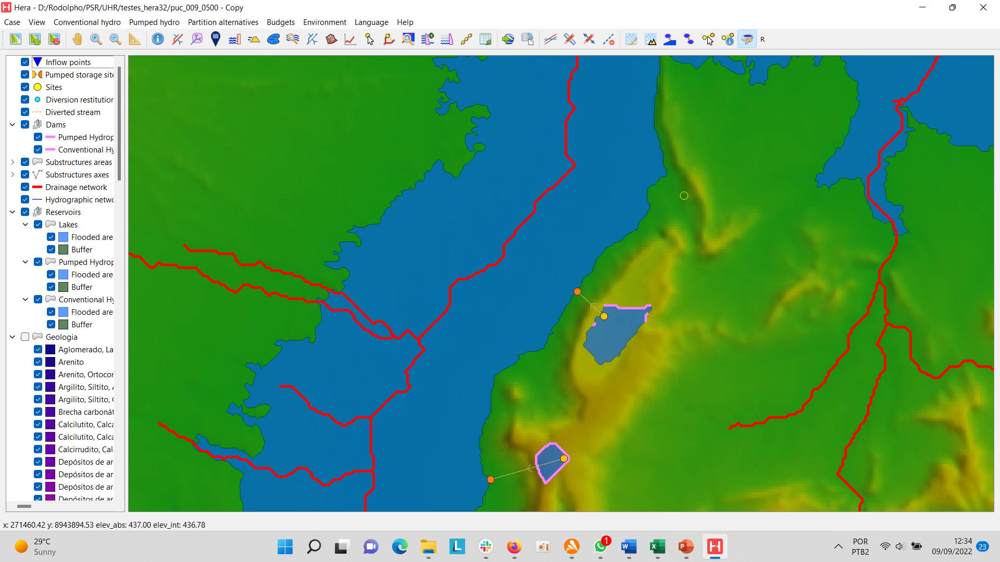 Hera - D:/Rodolpho/PSR/UHR/testes_hera32/puc_009_0500 - Copy
Case View Conventional hydro Pumped hydro Partition alternatives Budgets Environment Language Help
R
Inflow points
Pumped storage site
Sites
Diversion restitution
Diverted stream
Dams
Pumped Hydrop
Conventional Hy
Substructures areas
Substructures axes
Drainage network
Hydrographic netwo
Reservoirs
Lakes
Flooded are
Buffer
Pumped Hydrop
Flooded are
Buffer
Conventional Hy
Flooded are
Buffer
Geologia
Aglomerado, La
Arenito
Arenito, Ortocor
Argilito, Siltito, A
Argilito, Siltito, C
Brecha carbonát
Calcilutito, Calca
Calcilutito, Calca
Calcirrudito, Cal
Depósitos de ar
Depósitos de ar
Depósitos de ar
Depósitos de ar
x: 271460.42 y: 8943894.53 elev_abs: 437.00 elev_int: 436.78
29°C
Sunny
1
POR
PTB2
12:34
09/09/2022
23